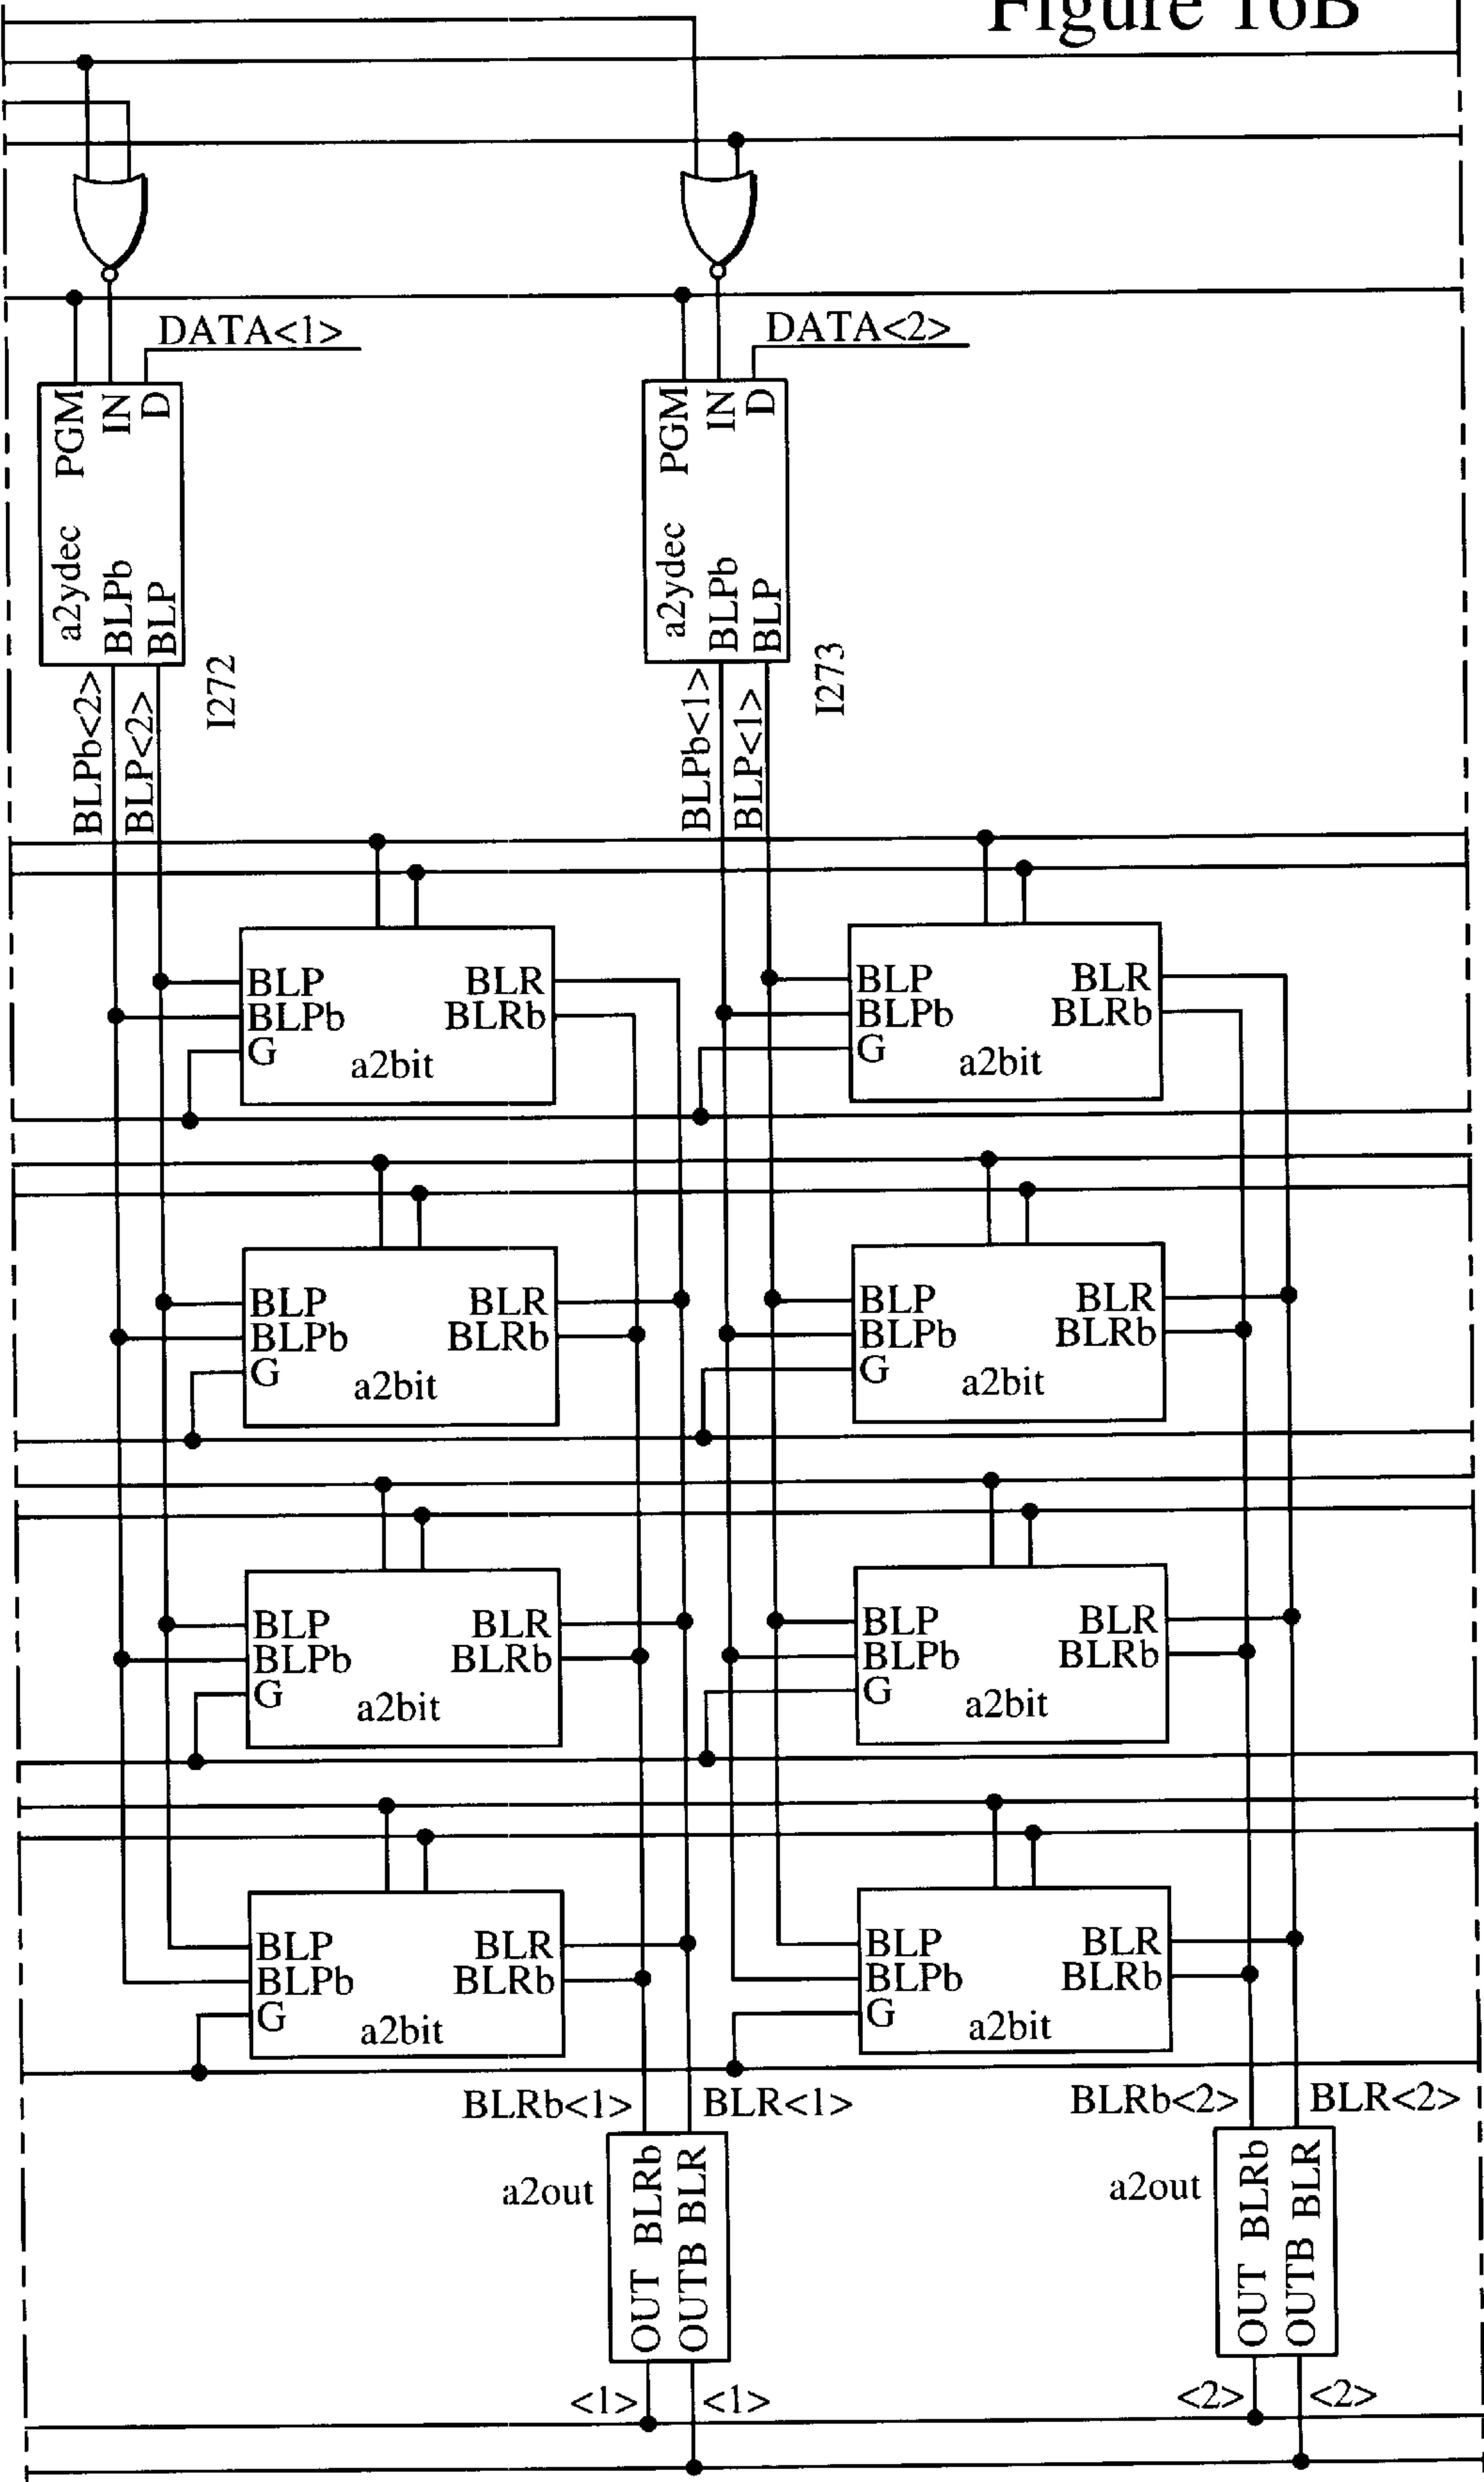 Figure 16B
DATA<1>
DATA<2>
PGM
IN
D
a2ydec
BLPb
BLP
I272
PGM
IN
D
a2ydec
BLPb
BLP
I273
BLPb<2>
BLP<2>
BLPb<1>
BLP<1>
BLP BLR
BLPb BLRb
G
a2bit
BLP BLR
BLPb BLRb
G
a2bit
BLP BLR
BLPb BLRb
G
a2bit
BLP BLR
BLPb BLRb
G
a2bit
BLP BLR
BLPb BLRb
G
a2bit
BLP BLR
BLPb BLRb
G
a2bit
BLP BLR
BLPb BLRb
G
a2bit
BLP BLR
BLPb BLRb
G
a2bit
BLRb<1> BLR<1>
BLRb<2> BLR<2>
a2out
OUT BLRb
OUTB BLR
a2out
OUT BLRb
OUTB BLR
<1> <1>
<2> <2>